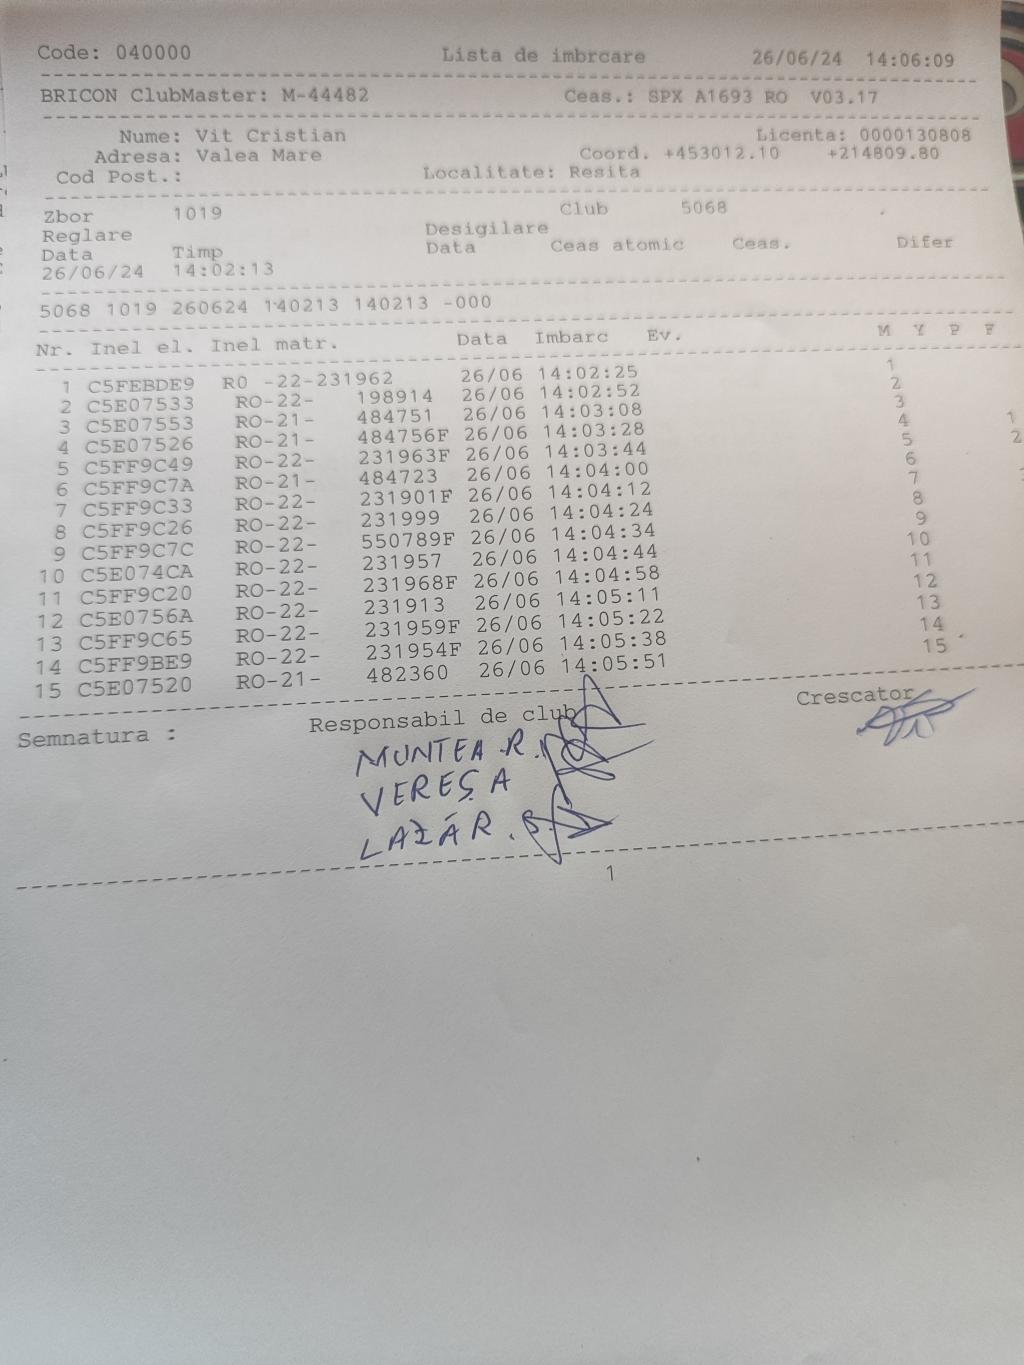 Code: 040000 Lista de imbrcare 26/06/24 14:06:09
BRICON ClubMaster: M-44482 Ceas.: SPX A1693 RO V03.17
Nume: Vit Cristian Licenta: 0000130808
Adresa: Valea Mare Coord. +453012.10 +214809.80
Cod Post.: Localitate: Resita
Zbor 1019 Club 5068
Reglare Desigilare
Data Timp Data Ceas atomic Ceas. Difer
26/06/24 14:02:13
5068 1019 260624 140213 140213 -000
Nr. Inel el. Inel matr. Data Imbarc Ev. M Y P F
1 C5FEBDE9 RO -22-231962 26/06 14:02:25 1
2 C5E07533 RO-22- 198914 26/06 14:02:52 2
3 C5E07553 RO-21- 484751 26/06 14:03:08 3
4 C5E07526 RO-21- 484756F 26/06 14:03:28 4 1
5 C5FF9C49 RO-22- 231963F 26/06 14:03:44 5 2
6 C5FF9C7A RO-21- 484723 26/06 14:04:00 6
7 C5FF9C33 RO-22- 231901F 26/06 14:04:12 7
8 C5FF9C26 RO-22- 231999 26/06 14:04:24 8
9 C5FF9C7C RO-22- 550789F 26/06 14:04:34 9
10 C5E074CA RO-22- 231957 26/06 14:04:44 10
11 C5FF9C20 RO-22- 231968F 26/06 14:04:58 11
12 C5E0756A RO-22- 231913 26/06 14:05:11 12
13 C5FF9C65 RO-22- 231959F 26/06 14:05:22 13
14 C5FF9BE9 RO-22- 231954F 26/06 14:05:38 14
15 C5E07520 RO-21- 482360 26/06 14:05:51 15
Semnatura : Responsabil de club Crescator
MUNTEA R.
VEREȘ A
LAZĂR. B.
1